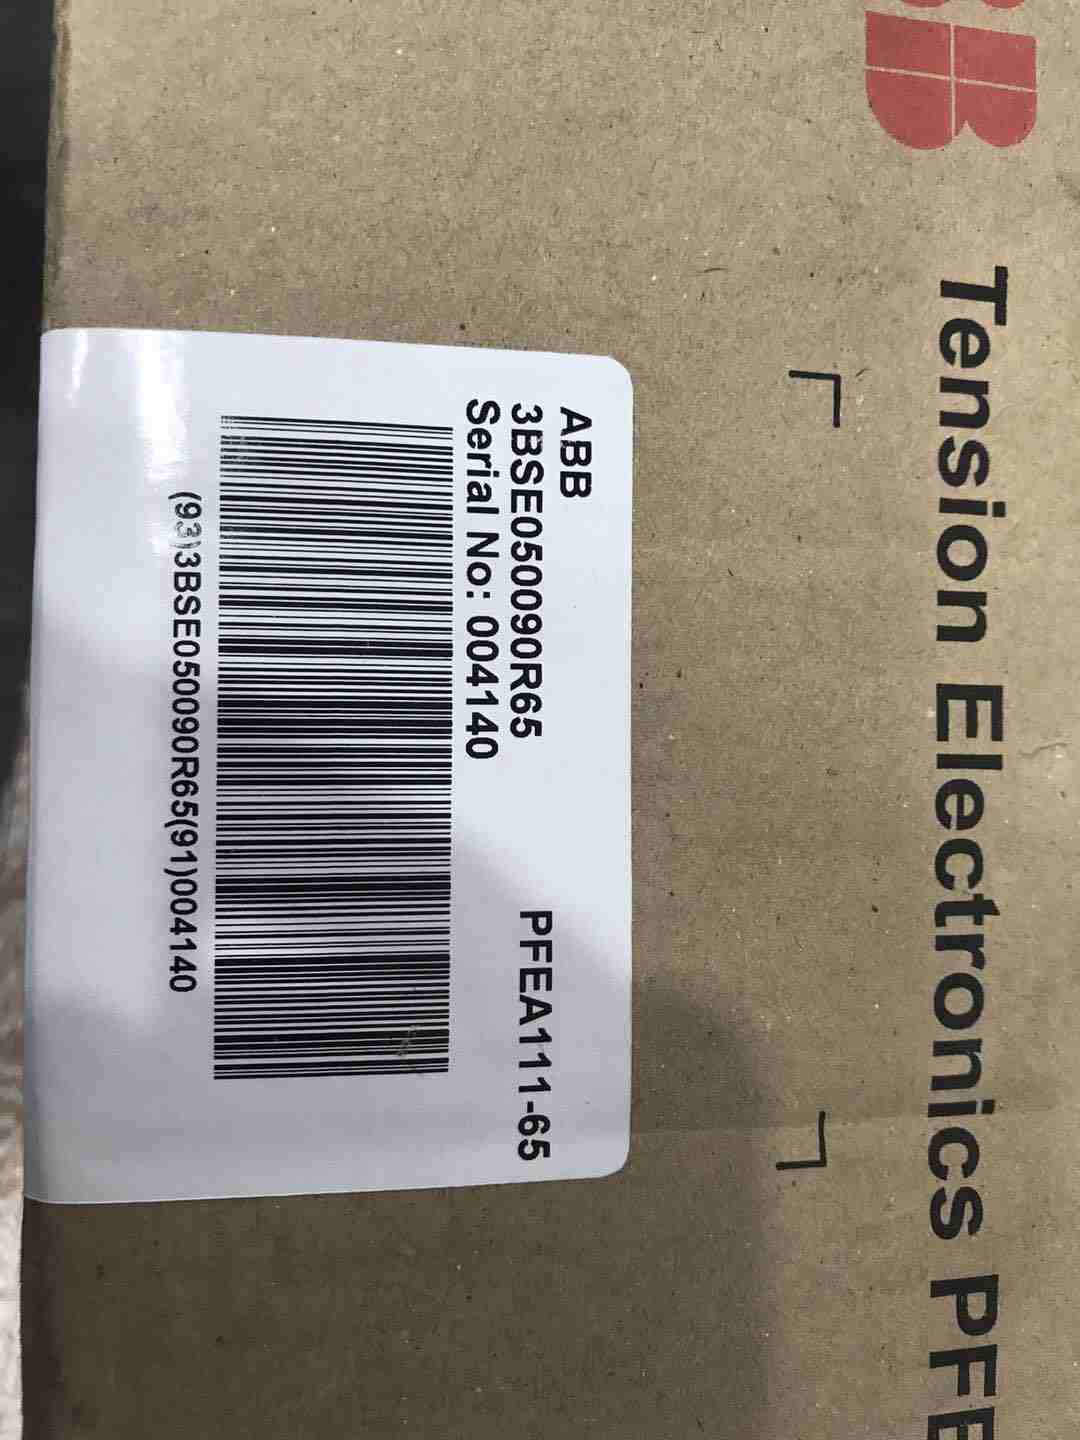 Tension Electronics PFE
ABB
3BSE050090R65 PFEA111-65
Serial No: 004140
(93)3BSE050090R65(91)004140